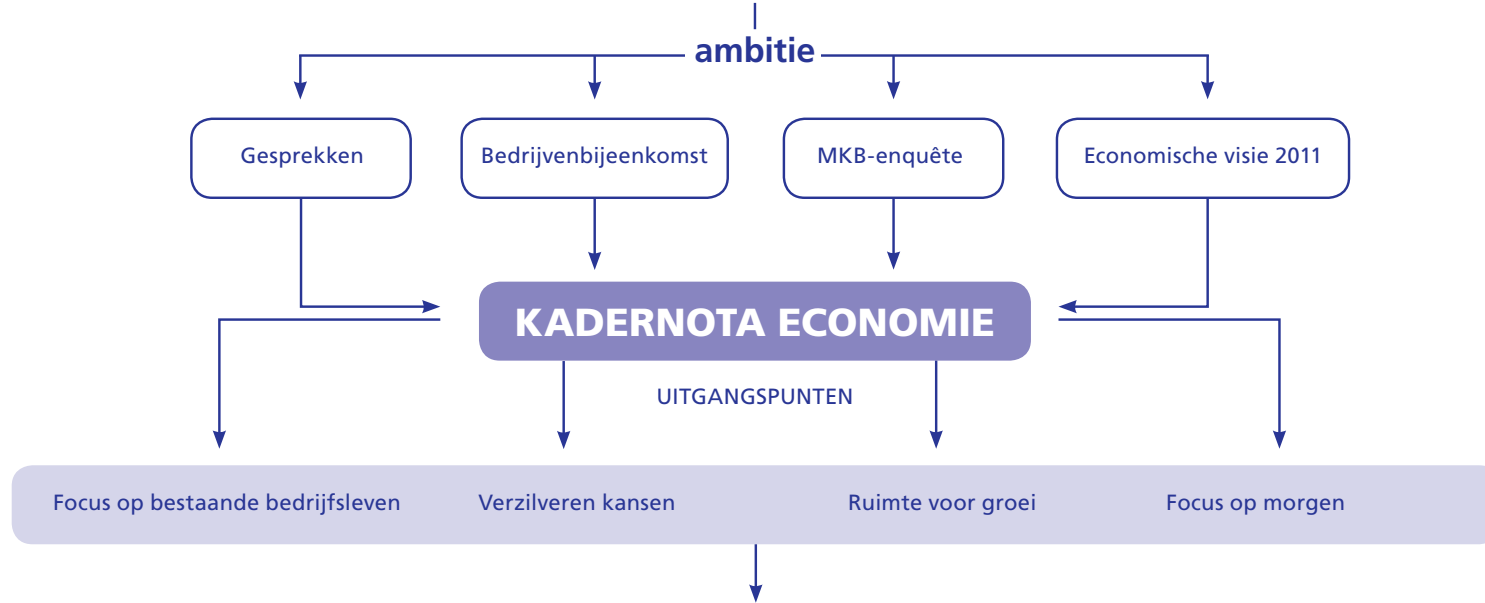 ambitie
Gesprekken
Bedrijvenbijeenkomst
MKB-enquête
Economische visie 2011
KADERNOTA ECONOMIE
UITGANGSPUNTEN
Focus op bestaande bedrijfsleven
Verzilveren kansen
Ruimte voor groei
Focus op morgen